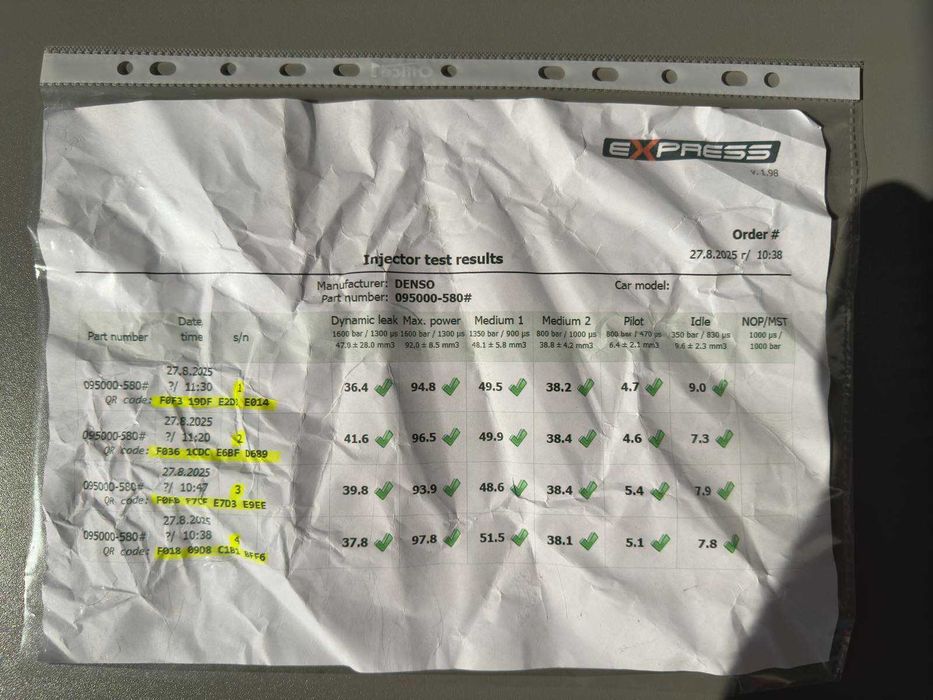 EXPRESS
v. 1.98
Order #
27.8.2025 г/ 10:38
Injector test results
Manufacturer: DENSO
Part number: 095000-580#
Car model:
Part number
Date time
s/n
Dynamic leak
1600 bar / 1300 µs
47.0 ± 28.0 mm3
Max. power
1600 bar / 1300 µs
92.0 ± 8.5 mm3
Medium 1
1350 bar / 900 µs
48.1 ± 5.8 mm3
Medium 2
800 bar / 1000 µs
38.8 ± 4.2 mm3
Pilot
800 bar / 470 µs
6.4 ± 2.1 mm3
Idle
350 bar / 830 µs
9.6 ± 2.3 mm3
NOP/MST
1000 µs /
1000 bar
27.8.2025
095000-580# ?/ 11:30 1 36.4 94.8 49.5 38.2 4.7 9.0
QR code: F0F3 19DF E014
27.8.2025
095000-580# ?/ 11:20 2 41.6 96.5 49.9 38.4 4.6 7.3
QR code: F036 1CDC E6BF D689
27.8.2025
095000-580# ?/ 10:47 3 39.8 93.9 48.6 38.4 5.4 7.9
QR code: E7D3 E9EE
27.8.2025
095000-580# ?/ 10:38 4 37.8 97.8 51.5 38.1 5.1 7.8
QR code: F018 09D8 C1B1 BFF6